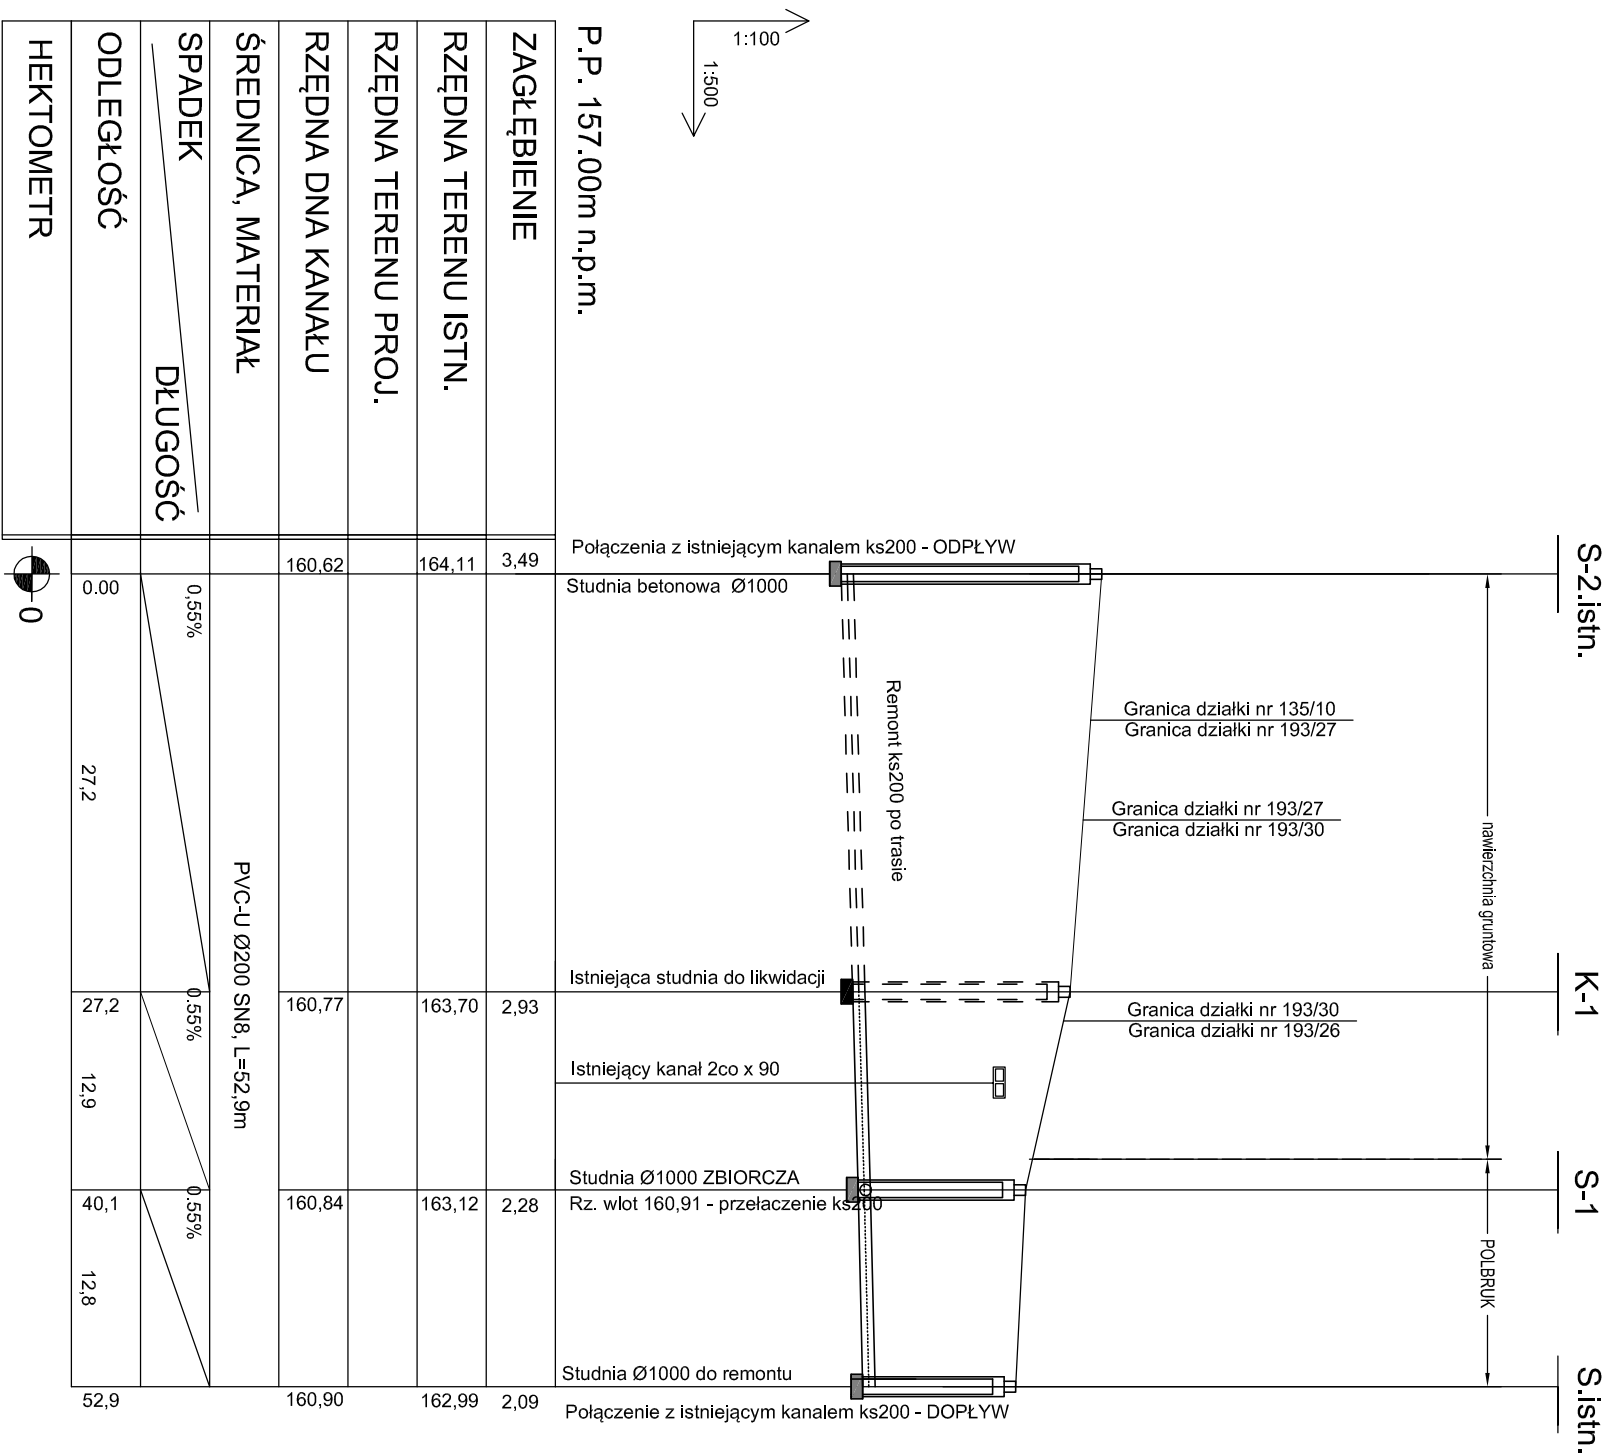 1:100
1:500
P.P. 157.00m n.p.m.
S-2.istn.
K-1
S-1
S.istn.
nawierzchnia gruntowa
POLBRUK
Granica działki nr 135/10
Granica działki nr 193/27
Granica działki nr 193/27
Granica działki nr 193/30
Granica działki nr 193/30
Granica działki nr 193/26
Remont ks200 po trasie
Połączenia z istniejącym kanalem ks200 - ODPŁYW
Studnia betonowa Ø1000
Istniejąca studnia do likwidacji
Istniejący kanał 2co x 90
Studnia Ø1000 ZBIORCZA
Rz. wlot 160,91 - przełaczenie ks200
Studnia Ø1000 do remontu
Połączenie z istniejącym kanalem ks200 - DOPŁYW
ZAGŁĘBIENIE
3,49
2,93
2,28
2,09
RZĘDNA TERENU ISTN.
164,11
163,70
163,12
162,99
RZĘDNA TERENU PROJ.
RZĘDNA DNA KANAŁU
160,62
160,77
160,84
160,90
ŚREDNICA, MATERIAŁ
PVC-U Ø200 SN8, L=52,9m
SPADEK
DŁUGOŚĆ
0,55%
0.55%
0.55%
ODLEGŁOŚĆ
0.00
27,2
27,2
12,9
40,1
12,8
52,9
HEKTOMETR
0